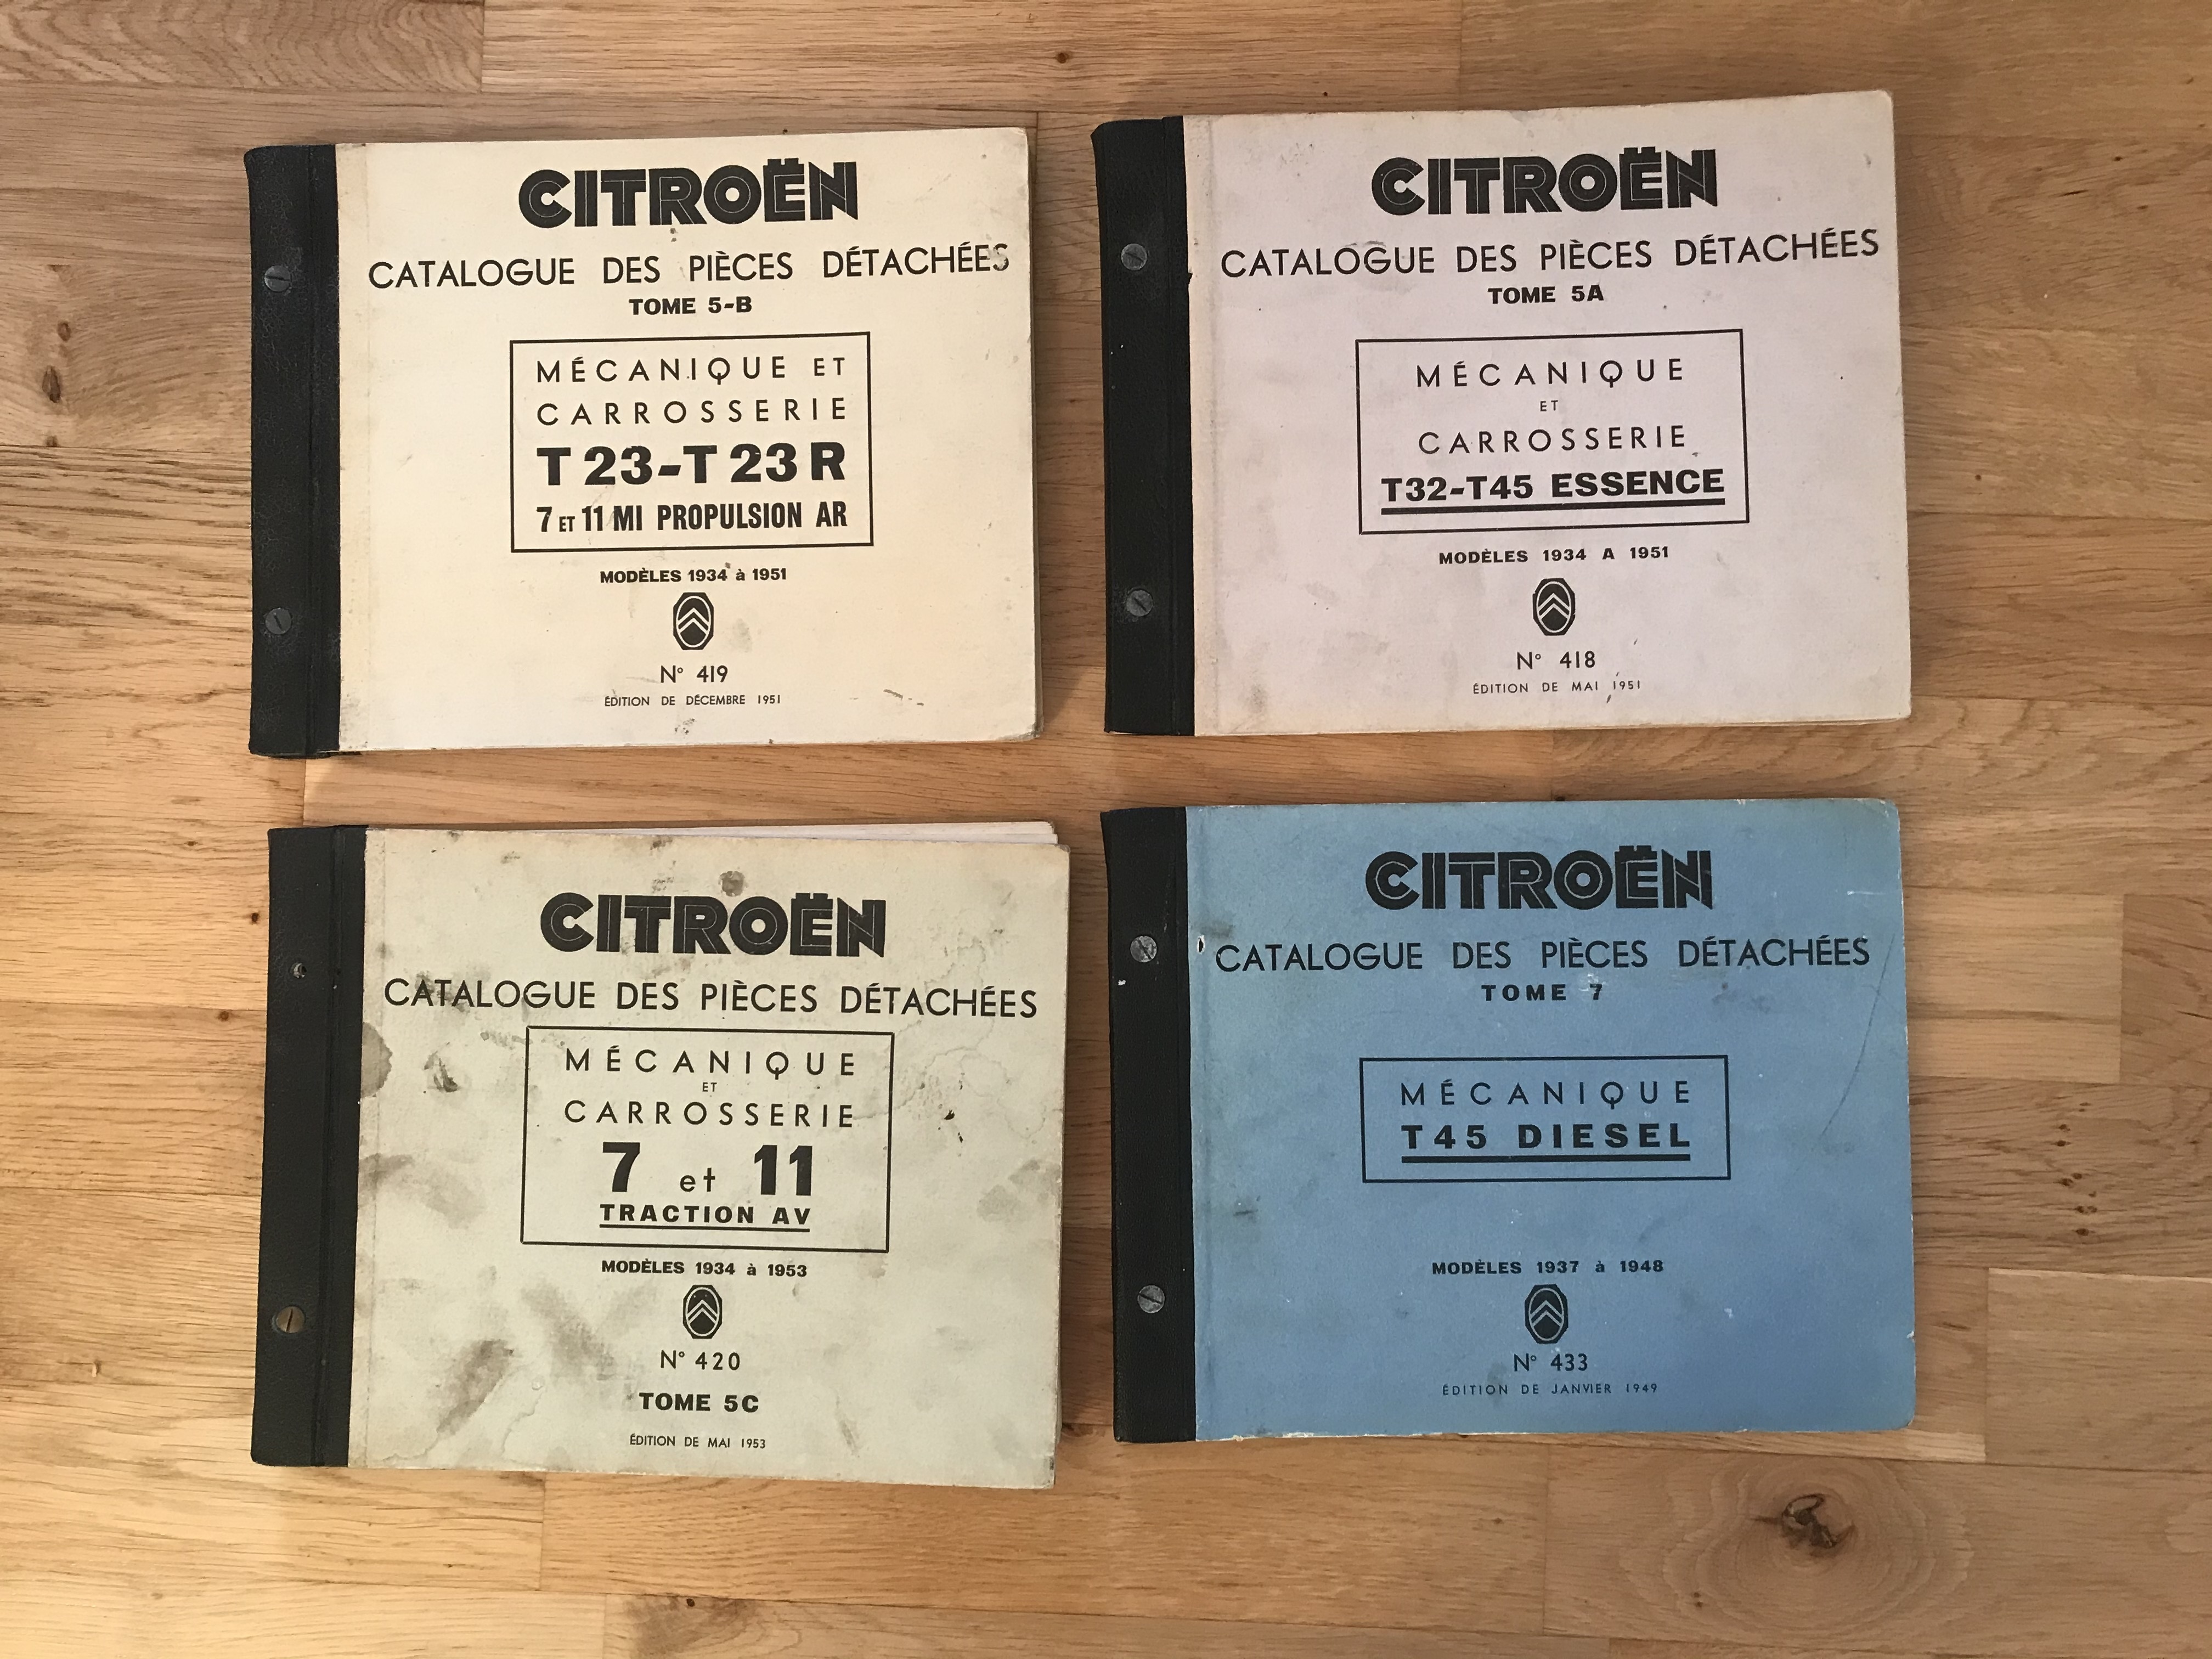 CITROËN
CATALOGUE DES PIÈCES DÉTACHÉES
TOME 5-B
MÉCANIQUE ET
CARROSSERIE
T23-T23R
7 ET 11 MI PROPULSION AR
MODÈLES 1934 à 1951
N° 419
ÉDITION DE DÉCEMBRE 1951
CITROËN
CATALOGUE DES PIÈCES DÉTACHÉES
TOME 5A
MÉCANIQUE
ET
CARROSSERIE
T32-T45 ESSENCE
MODÈLES 1934 A 1951
N° 418
ÉDITION DE MAI 1951
CITROËN
CATALOGUE DES PIÈCES DÉTACHÉES
MÉCANIQUE
ET
CARROSSERIE
7 et 11
TRACTION AV
MODÈLES 1934 à 1953
N° 420
TOME 5C
ÉDITION DE MAI 1953
CITROËN
CATALOGUE DES PIÈCES DÉTACHÉES
TOME 7
MÉCANIQUE
T45 DIESEL
MODÈLES 1937 à 1948
N° 433
ÉDITION DE JANVIER 1949